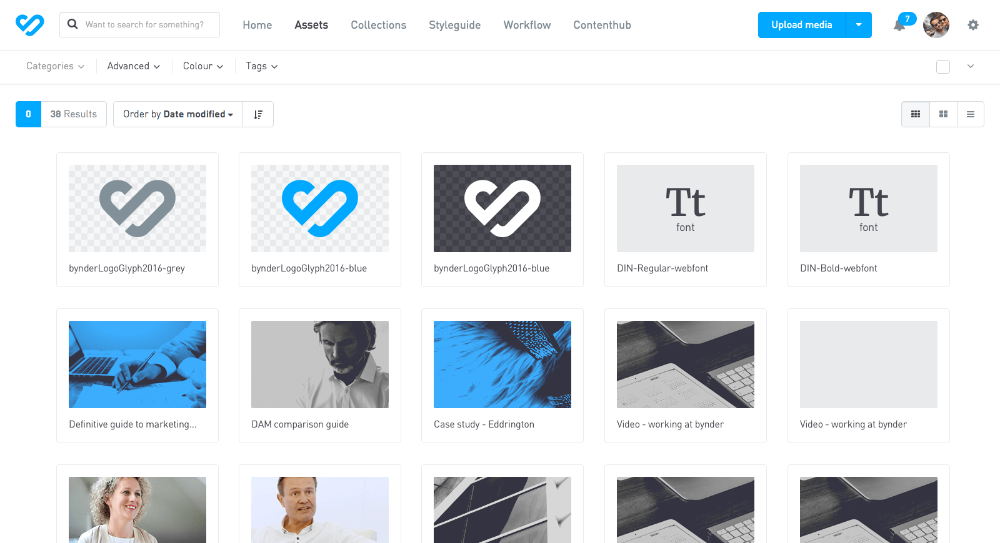 Want to search for something?
Home
Assets
Collections
Styleguide
Workflow
Contenthub
Upload media
7
Categories
Advanced
Colour
Tags
0
38 Results
Order by Date modified
Tt
font
Tt
font
bynderLogoGlyph2016-grey
bynderLogoGlyph2016-blue
bynderLogoGlyph2016-blue
DIN-Regular-webfont
DIN-Bold-webfont
Definitive guide to marketing...
DAM comparison guide
Case study - Eddrington
Video - working at bynder
Video - working at bynder